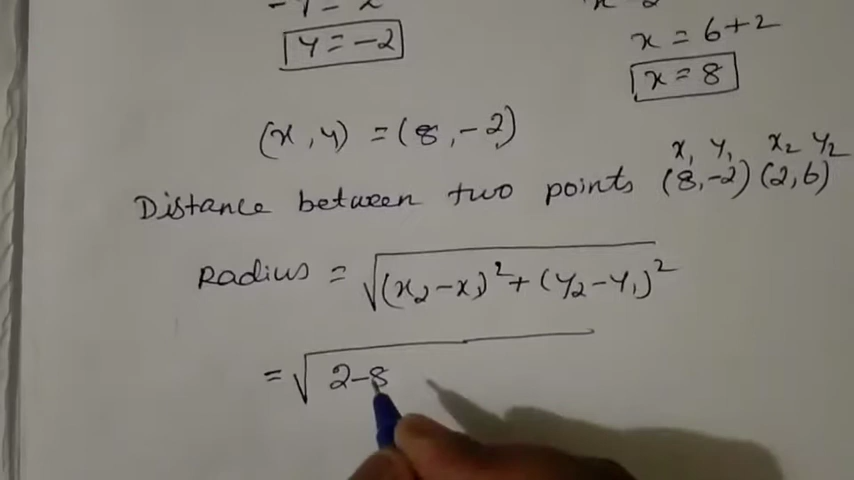 x = 6+2
y = -2
x = 8
(x, y) = (8, -2)
x₁ y₁ x₂ y₂
Distance between two points (8, -2) (2, 6)
Radius = √(x₂-x₁)²+(y₂-y₁)²
= √2-8